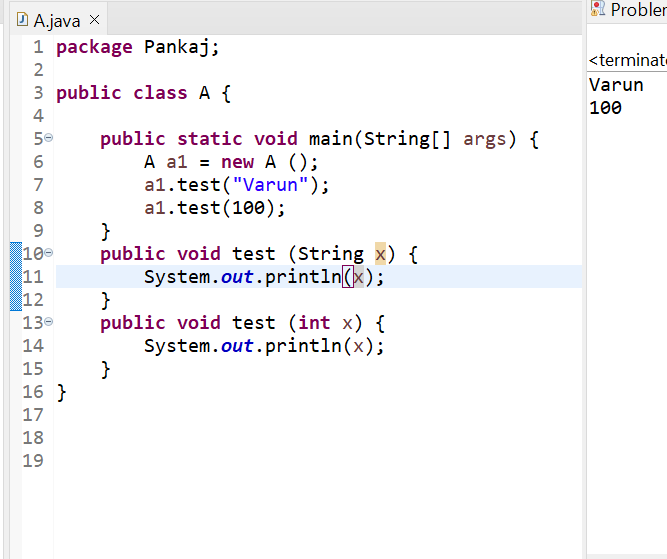 A.java
Problem
<terminate
1 package Pankaj;
2
3 public class A {
4
5 public static void main(String[] args) {
6 A a1 = new A ();
7 a1.test("Varun");
8 a1.test(100);
9 }
10 public void test (String x) {
11 System.out.println(x);
12 }
13 public void test (int x) {
14 System.out.println(x);
15 }
16 }
17
18
19
Varun
100